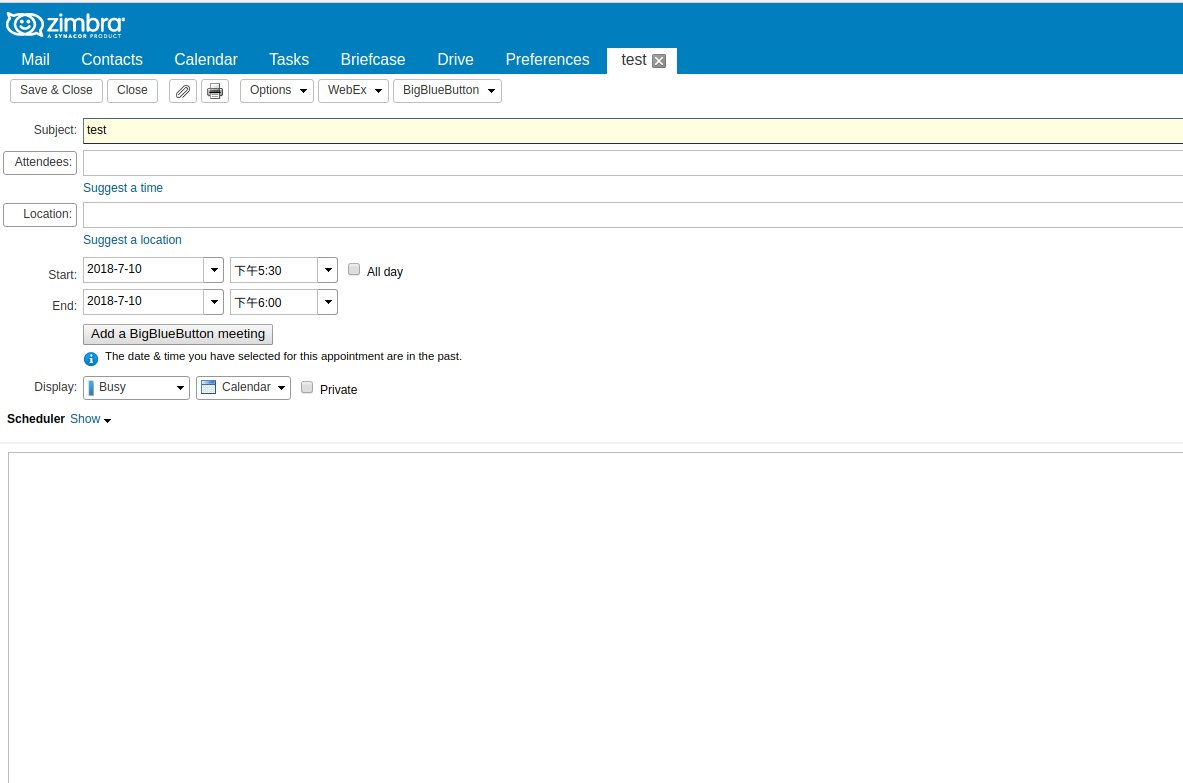 zimbra®
A SYNACOR PRODUCT
Mail Contacts Calendar Tasks Briefcase Drive Preferences test
Save & Close Close Options WebEx BigBlueButton
Subject: test
Attendees:
Suggest a time
Location:
Suggest a location
Start: 2018-7-10 下午5:30 All day
End: 2018-7-10 下午6:00
Add a BigBlueButton meeting
The date & time you have selected for this appointment are in the past.
Display: Busy Calendar Private
Scheduler Show